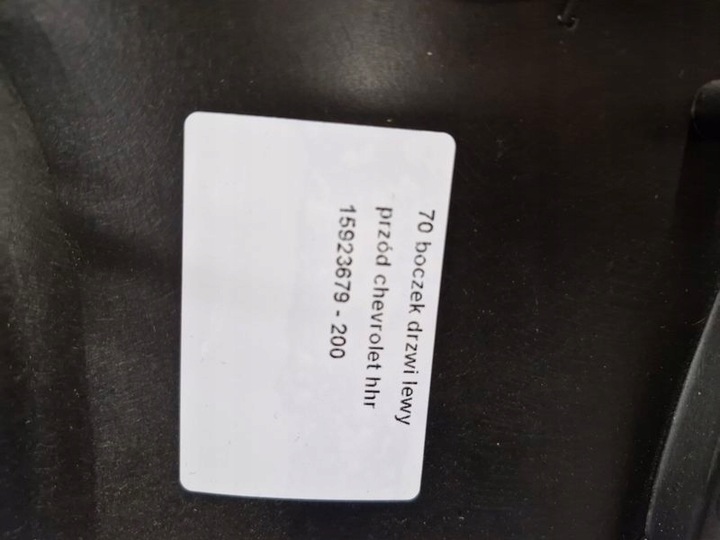 70 boczek drzwi lewy
przód chevrolet hhr
15923679 - 200